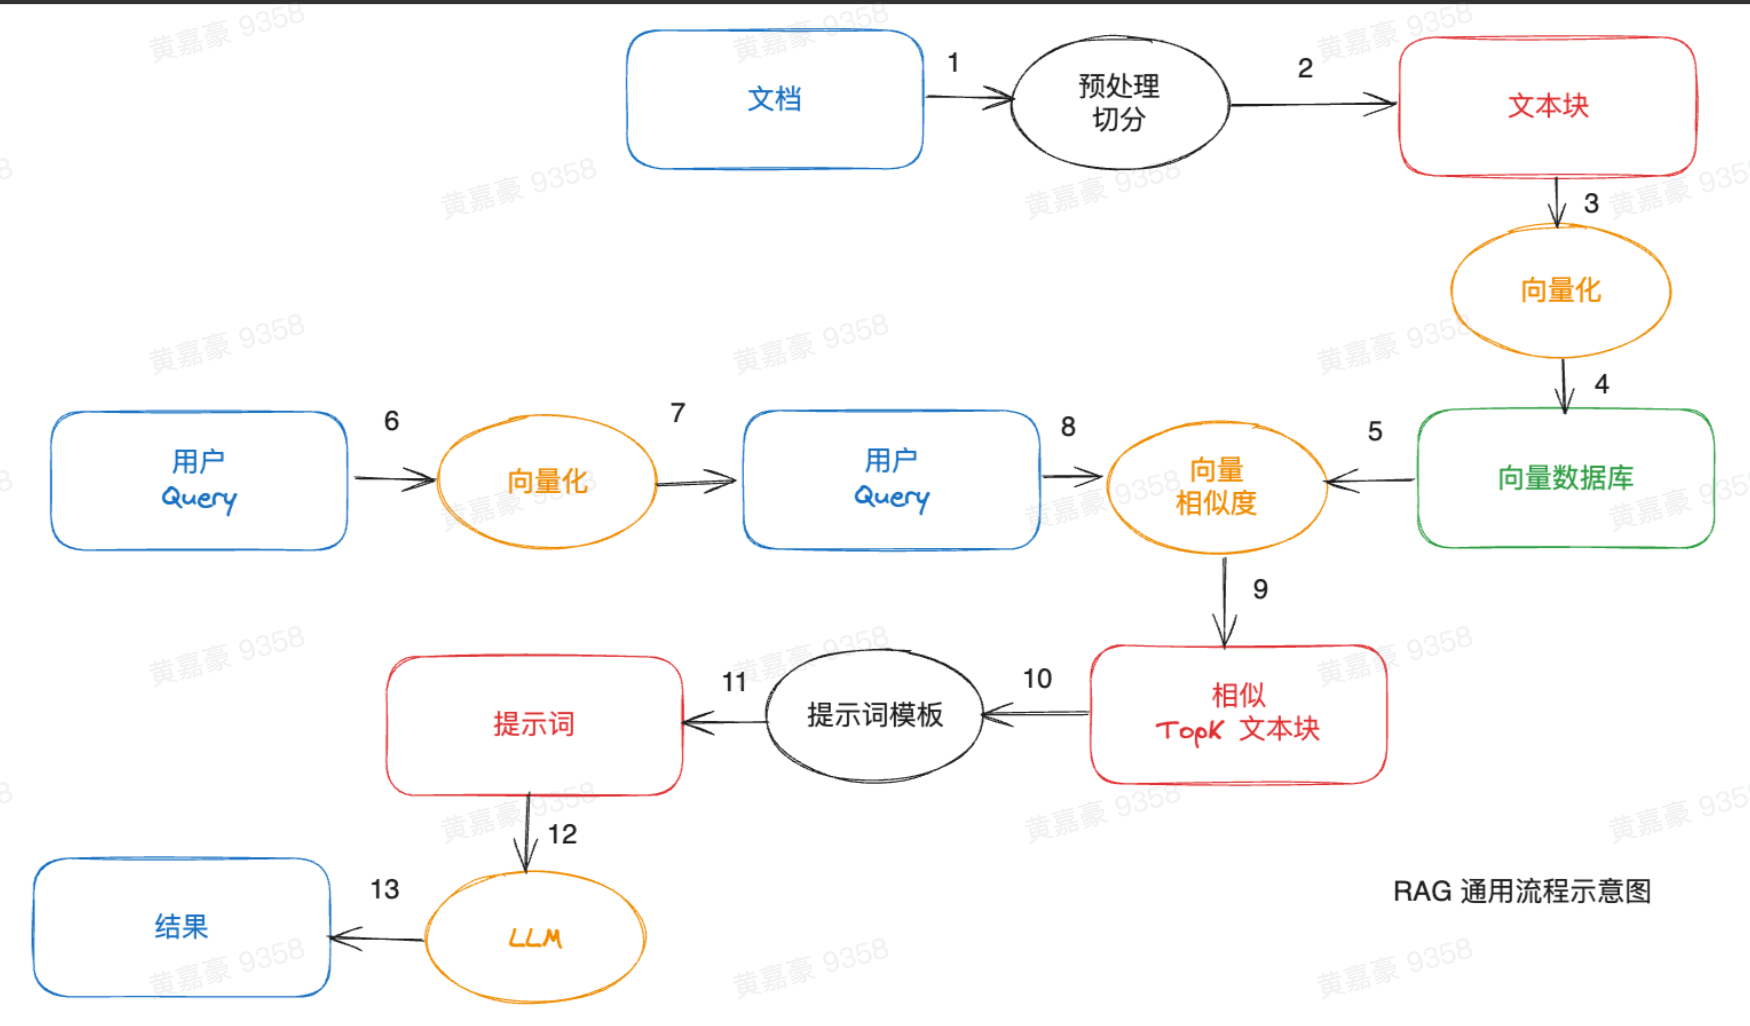 文档
1
预处理
切分
2
文本块
3
向量化
4
用户
Query
6
向量化
7
用户
Query
8
向量
相似度
5
向量数据库
9
提示词
11
提示词模板
10
相似
TopK 文本块
12
结果
13
LLM
RAG 通用流程示意图
黄嘉豪 9358